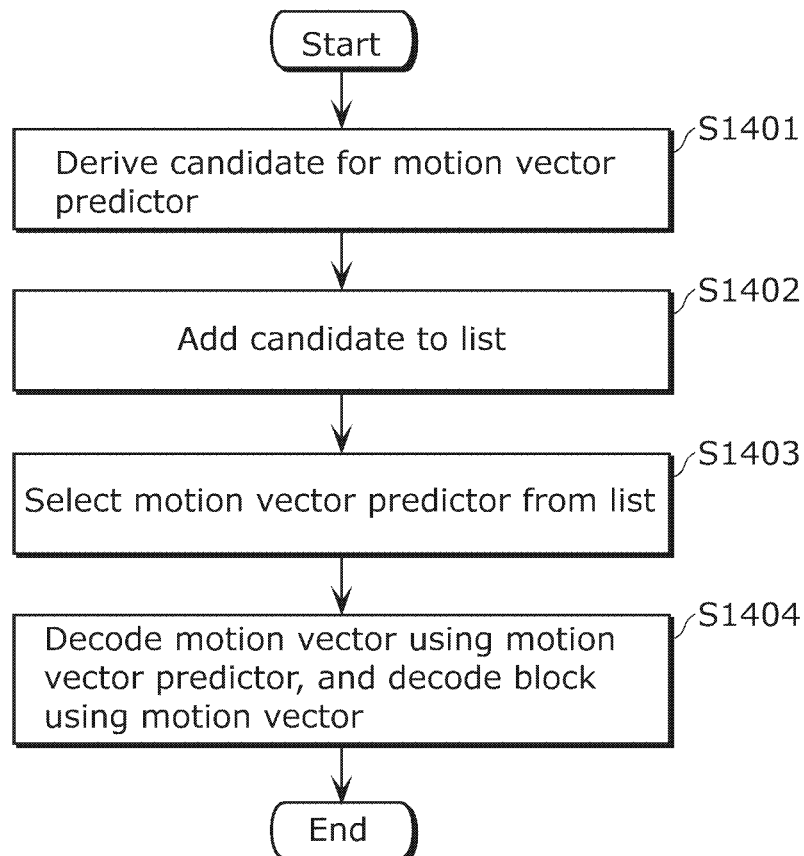 Start
S1401
Derive candidate for motion vector
predictor
S1402
Add candidate to list
S1403
Select motion vector predictor from list
S1404
Decode motion vector using motion
vector predictor, and decode block
using motion vector
End